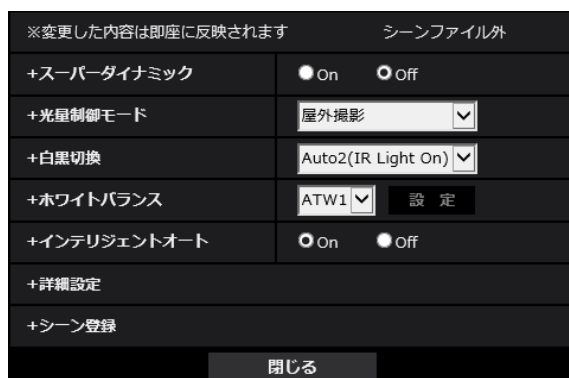 ※変更した内容は即座に反映されます シーンファイル外
+スーパーダイナミック On Off
+光量制御モード 屋外撮影
+白黒切換 Auto2(IR Light On)
+ホワイトバランス ATW1 設定
+インテリジェントオート On Off
+詳細設定
+シーン登録
閉じる